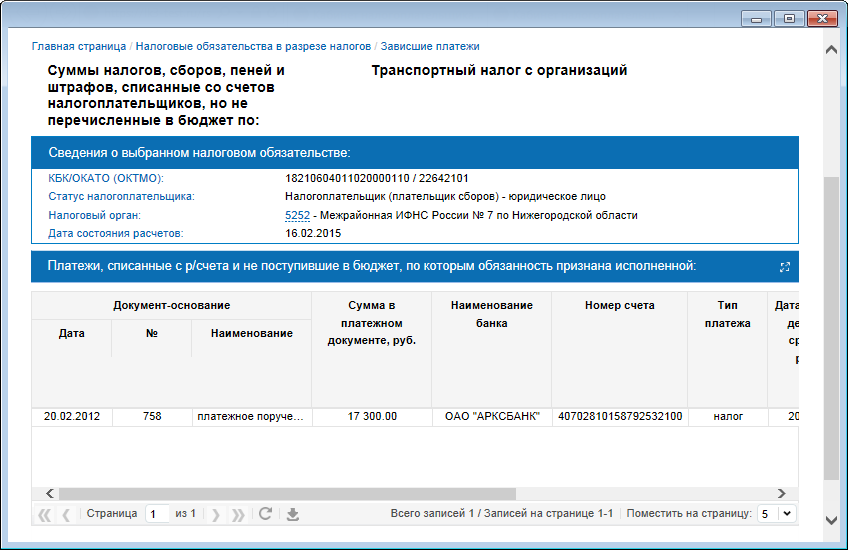 Главная страница / Налоговые обязательства в разрезе налогов / Зависшие платежи
Суммы налогов, сборов, пеней и
штрафов, списанные со счетов
налогоплательщиков, но не
перечисленные в бюджет по:
Транспортный налог с организаций
Сведения о выбранном налоговом обязательстве:
КБК/ОКАТО (ОКТМО): 18210604011020000110 / 22642101
Статус налогоплательщика: Налогоплательщик (плательщик сборов) - юридическое лицо
Налоговый орган: 5252 - Межрайонная ИФНС России № 7 по Нижегородской области
Дата состояния расчетов: 16.02.2015
Платежи, списанные с р/счета и не поступившие в бюджет, по которым обязанность признана исполненной:
Документ-основание
Дата № Наименование
Сумма в
платежном
документе, руб.
Наименование
банка
Номер счета
Тип
платежа
Дата
де
ср
р
20.02.2012 758 платежное поруче... 17 300.00 ОАО "АРКСБАНК" 40702810158792532100 налог 20
Страница 1 из 1 Всего записей 1 / Записей на странице 1-1 Поместить на страницу: 5